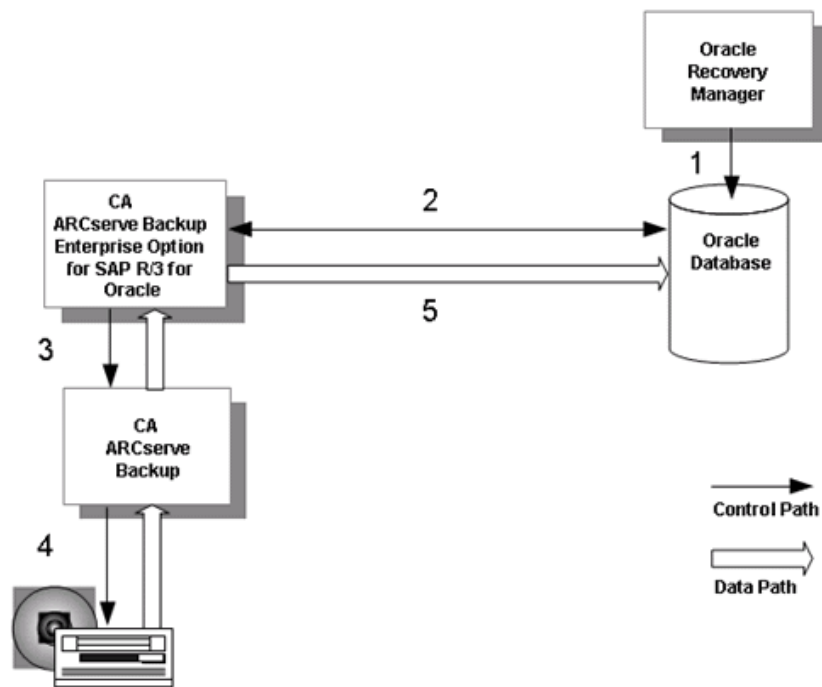 Oracle
Recovery
Manager
1
CA
ARCserve Backup
Enterprise Option
for SAP R/3 for
Oracle
2
Oracle
Database
5
3
CA
ARCserve
Backup
4
Control Path
Data Path